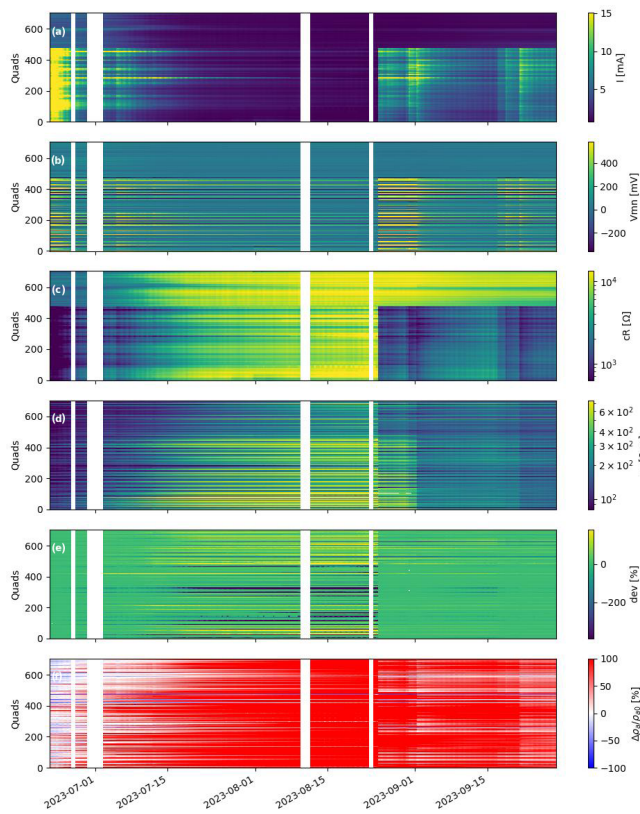 (a)
Quads
600
400
200
0
15
10
5
I [mA]
(b)
Quads
600
400
200
0
400
200
0
−200
Vmn [mV]
(c)
Quads
600
400
200
0
10⁴
10³
cR [Ω]
(d)
Quads
600
400
200
0
6 × 10²
4 × 10²
3 × 10²
2 × 10²
10²
(e)
Quads
600
400
200
0
0
−200
dev [%]
Quads
600
400
200
0
100
50
0
−50
−100
Δρₐ/ρₐ₀ [%]
2023-07-01
2023-07-15
2023-08-01
2023-08-15
2023-09-01
2023-09-15